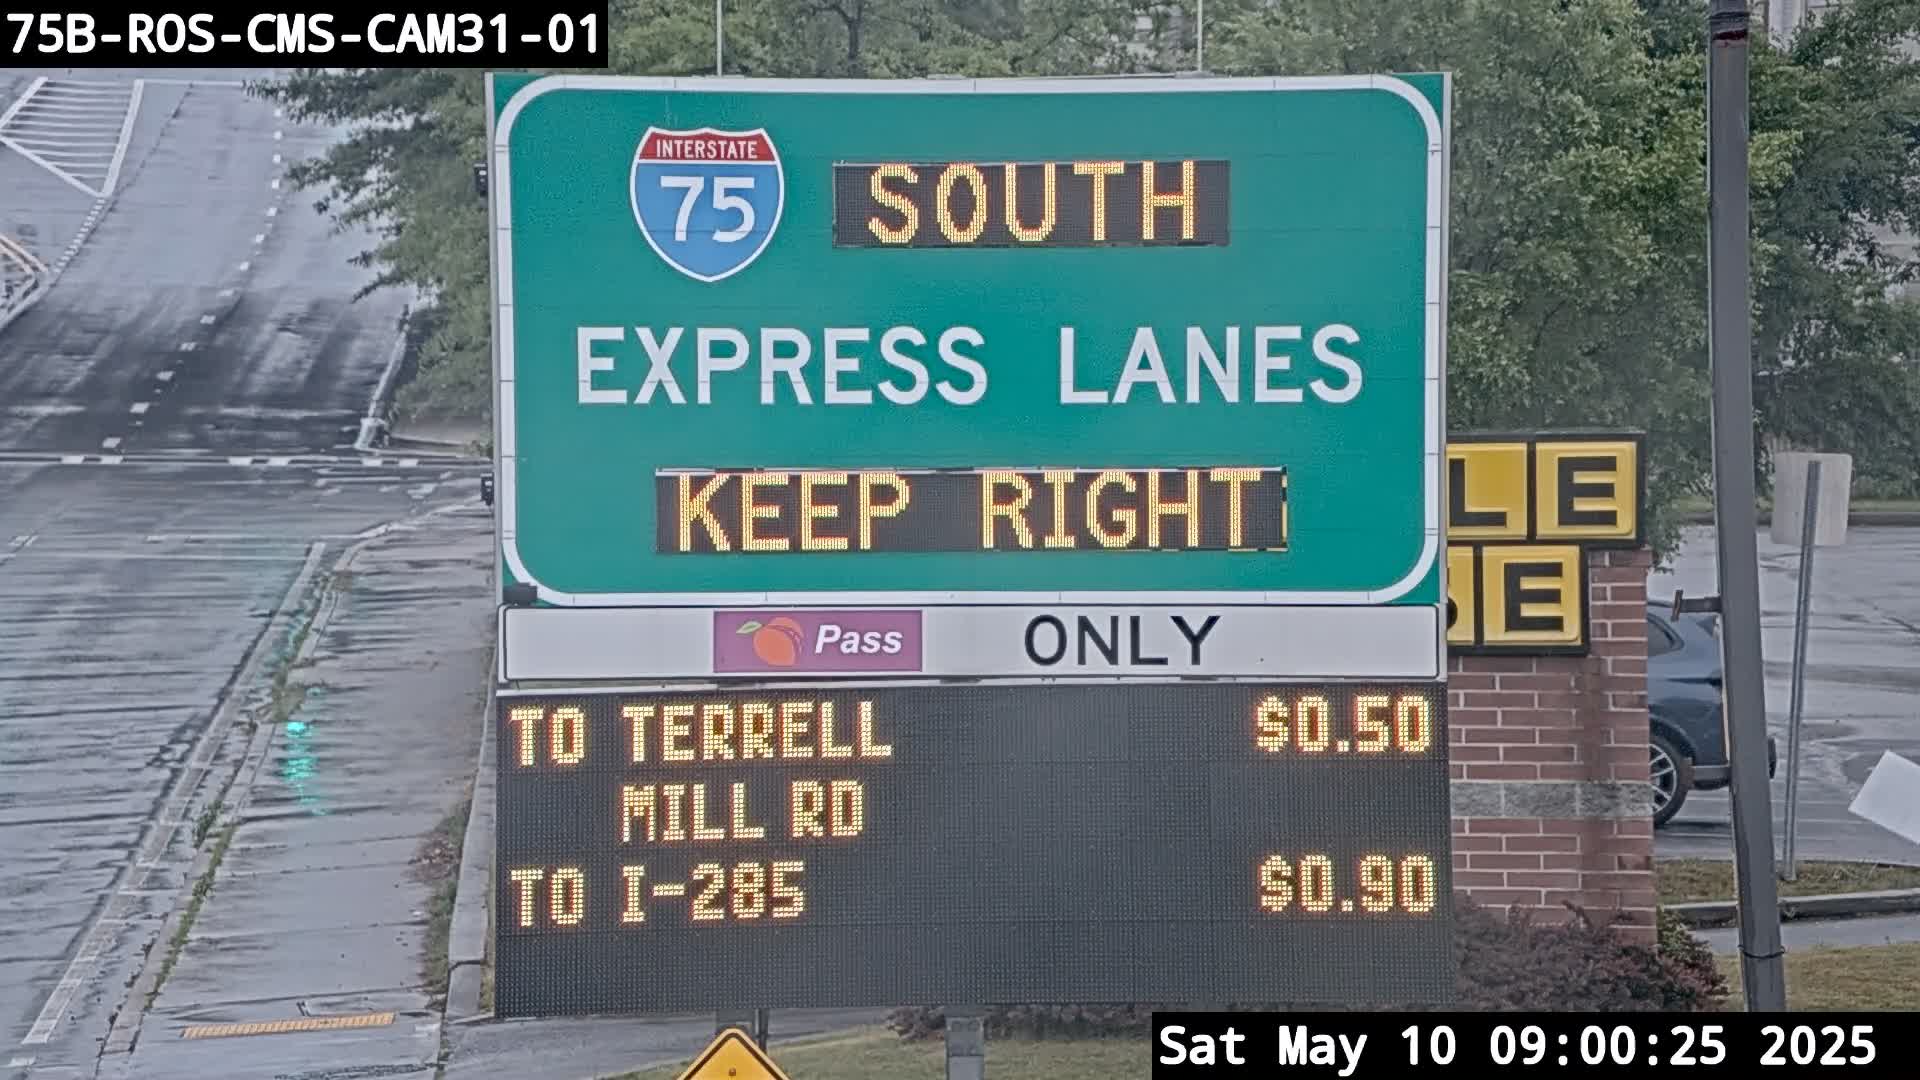 75B-ROS-CMS-CAM31-01
INTERSTATE
75
SOUTH
EXPRESS LANES
KEEP RIGHT
Pass
ONLY
TO TERRELL $0.50
MILL RD
TO I-285 $0.90
LE
E
Sat May 10 09:00:25 2025